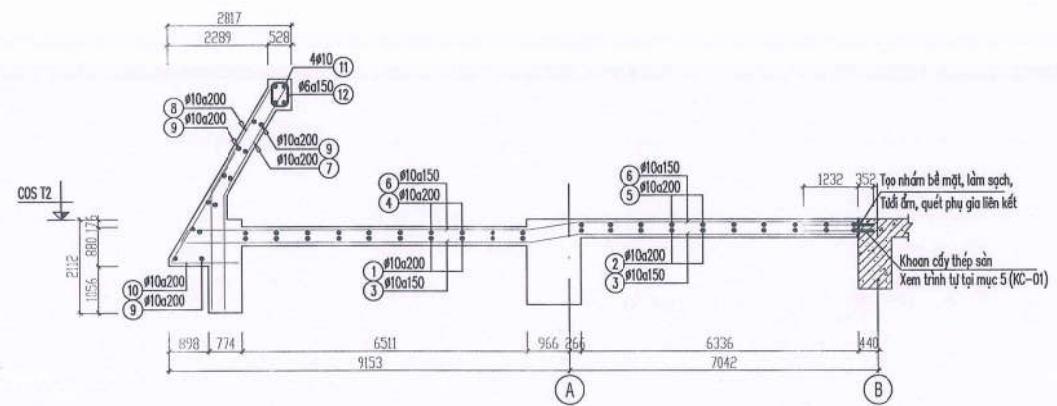 2817
2289 528
4ø10 11
ø6a150 12
ø10a200 8
ø10a200 9
ø10a200 9
ø10a200 7
COS T2
ø10a150 6
ø10a200 4
ø10a150 6
ø10a200 5
1232 352
Tạo nhám bề mặt, làm sạch,
Tưới ẩm, quét phụ gia liên kết
176
880
2112
1056
1 ø10a200
3 ø10a150
2 ø10a200
3 ø10a150
Khoan cấy thép sàn
Xem trình tự tại mục 5 (KC-01)
10 ø10a200
9 ø10a200
898 774 6511 966 266 6336 440
9153 7042
A B